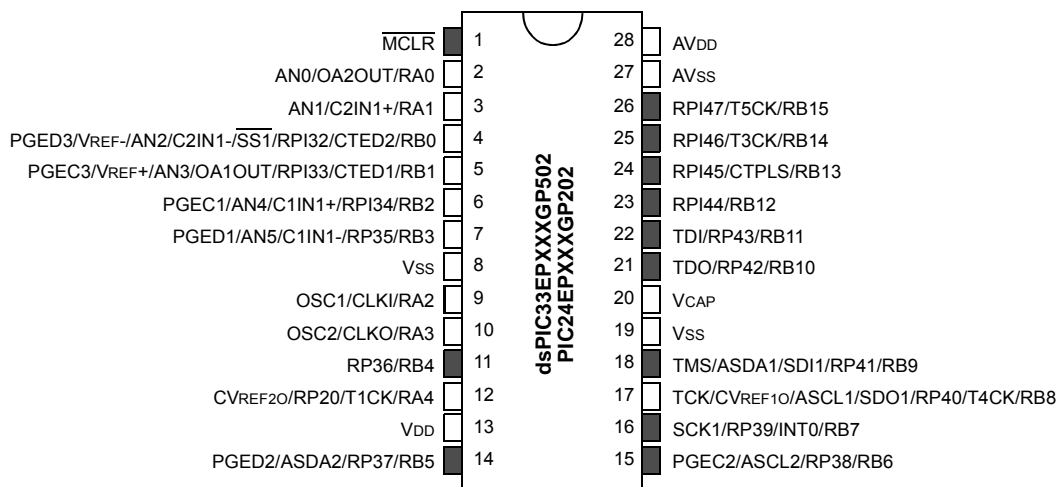 MCLR 1
AN0/OA2OUT/RA0 2
AN1/C2IN1+/RA1 3
PGED3/VREF-/AN2/C2IN1-/SS1/RPI32/CTED2/RB0 4
PGEC3/VREF+/AN3/OA1OUT/RPI33/CTED1/RB1 5
PGEC1/AN4/C1IN1+/RPI34/RB2 6
PGED1/AN5/C1IN1-/RP35/RB3 7
VSS 8
OSC1/CLKI/RA2 9
OSC2/CLKO/RA3 10
RP36/RB4 11
CVREF2O/RP20/T1CK/RA4 12
VDD 13
PGED2/ASDA2/RP37/RB5 14
dsPIC33EPXXXGP502
PIC24EPXXXGP202
28 AVDD
27 AVSS
26 RPI47/T5CK/RB15
25 RPI46/T3CK/RB14
24 RPI45/CTPLS/RB13
23 RPI44/RB12
22 TDI/RP43/RB11
21 TDO/RP42/RB10
20 VCAP
19 VSS
18 TMS/ASDA1/SDI1/RP41/RB9
17 TCK/CVREF1O/ASCL1/SDO1/RP40/T4CK/RB8
16 SCK1/RP39/INT0/RB7
15 PGEC2/ASCL2/RP38/RB6